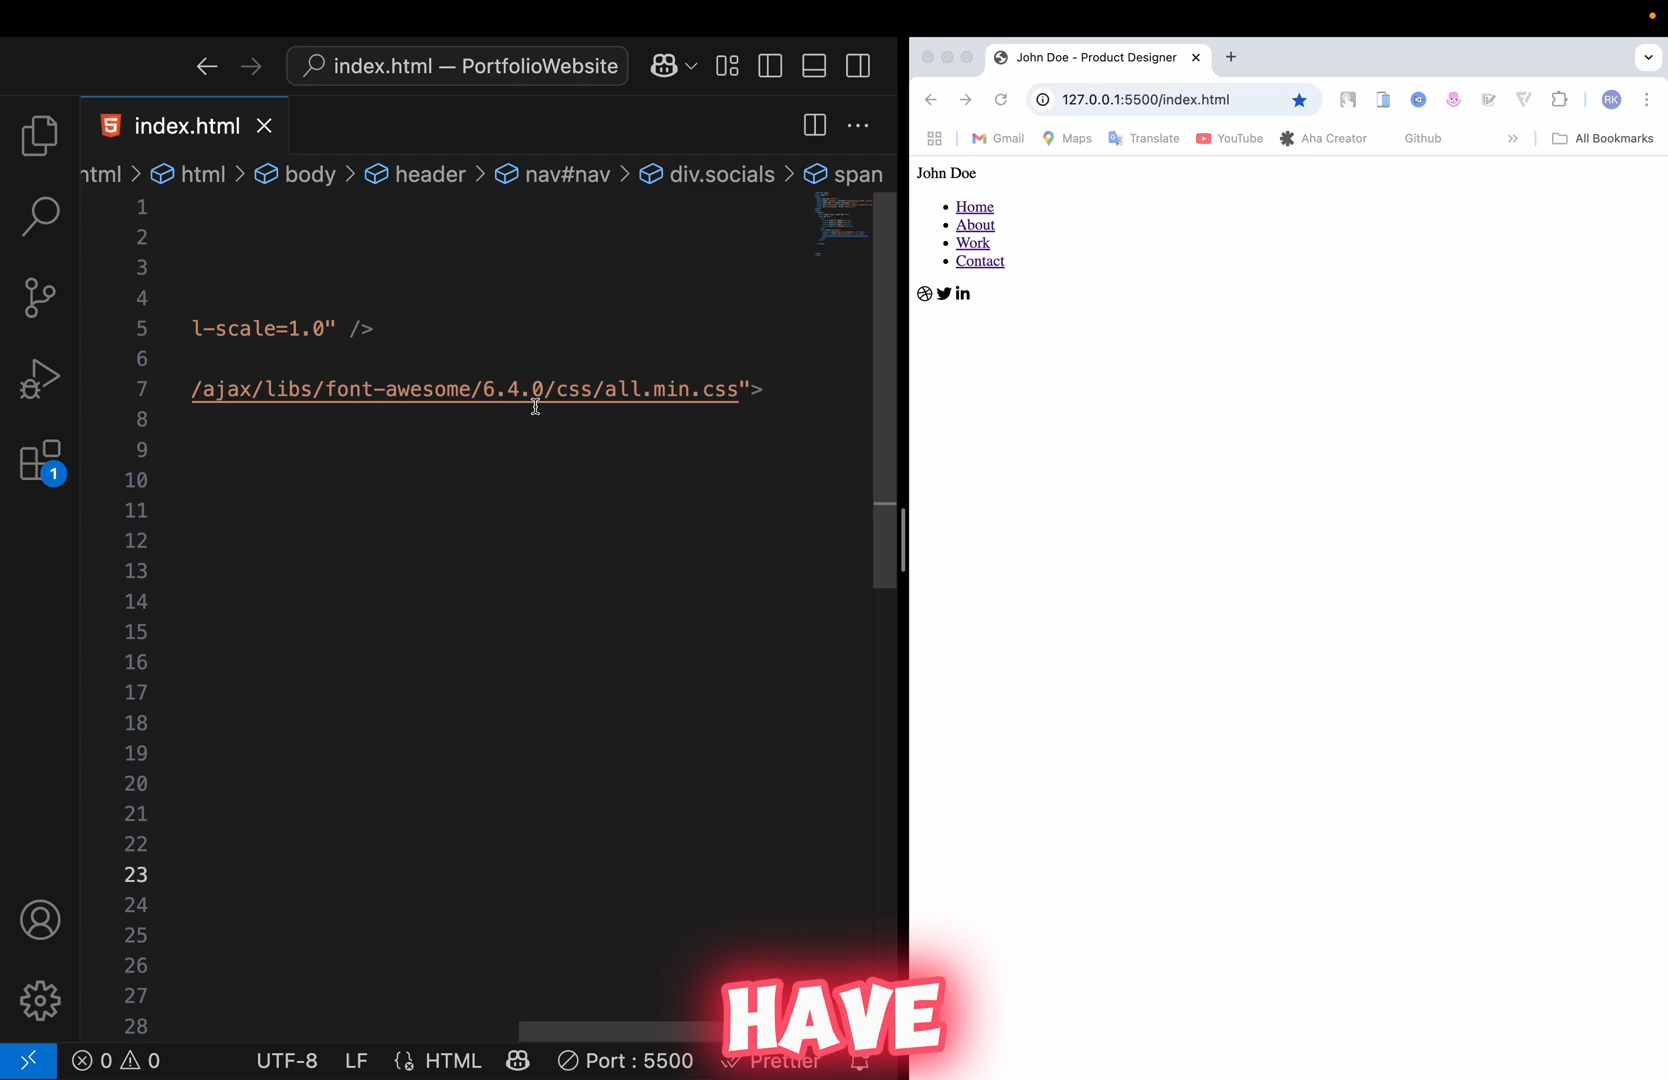 index.html — PortfolioWebsite
index.html
html > html > body > header > nav#nav > div.socials > span
1
2
3
4
5 l-scale=1.0" />
6
7 /ajax/libs/font-awesome/6.4.0/css/all.min.css">
8
9
10
11
12
13
14
15
16
17
18
19
20
21
22
23
24
25
26
27
28
1
0 0 UTF-8 LF HTML Port : 5500 Prettier
John Doe - Product Designer
127.0.0.1:5500/index.html
RK
Gmail Maps Translate YouTube Aha Creator Github » All Bookmarks
John Doe
• Home
• About
• Work
• Contact
in
HAVE